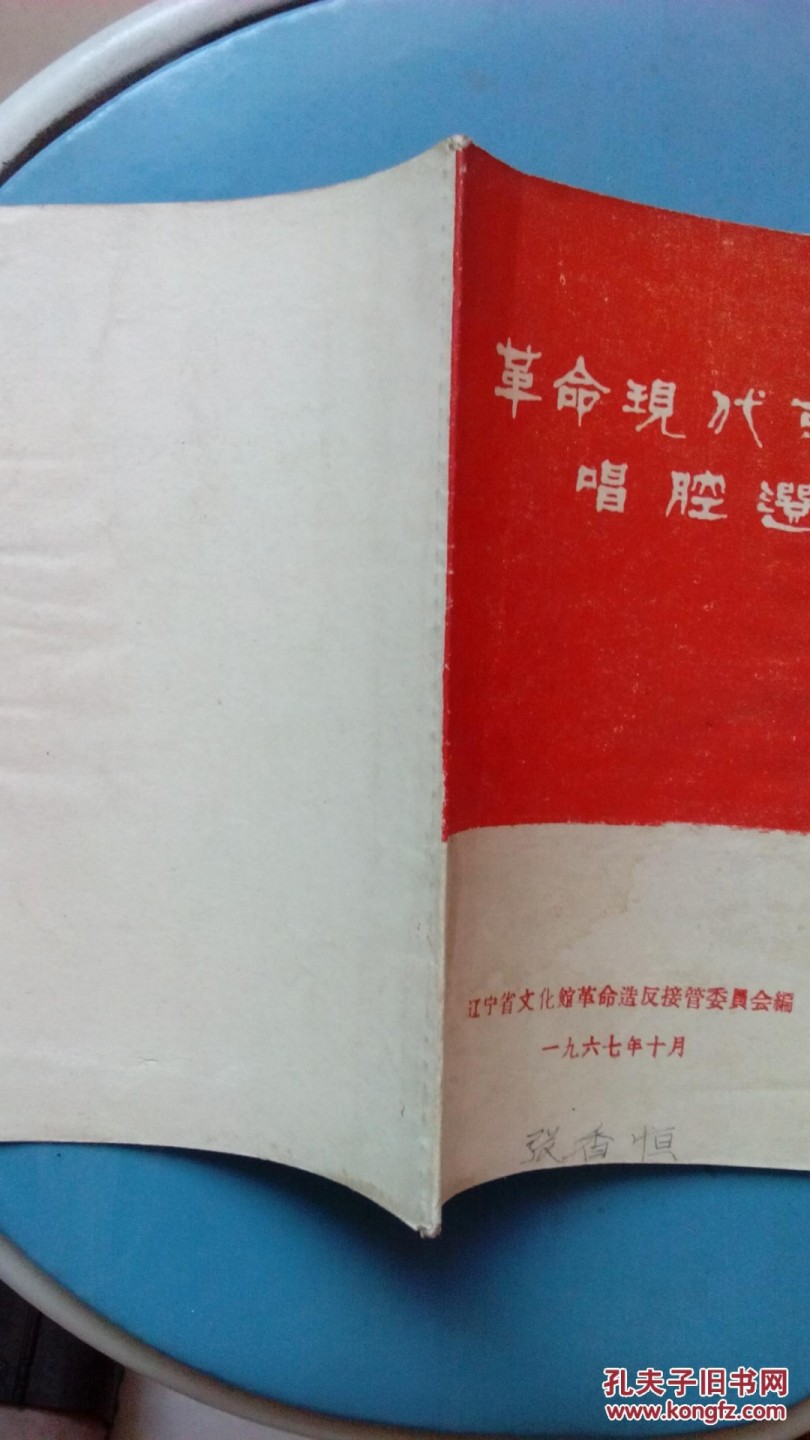 革命現代京
唱腔選
辽宁省文化館革命造反接管委員会編
一九六七年十月
张香恒
孔夫子旧书网
www.kongfz.com